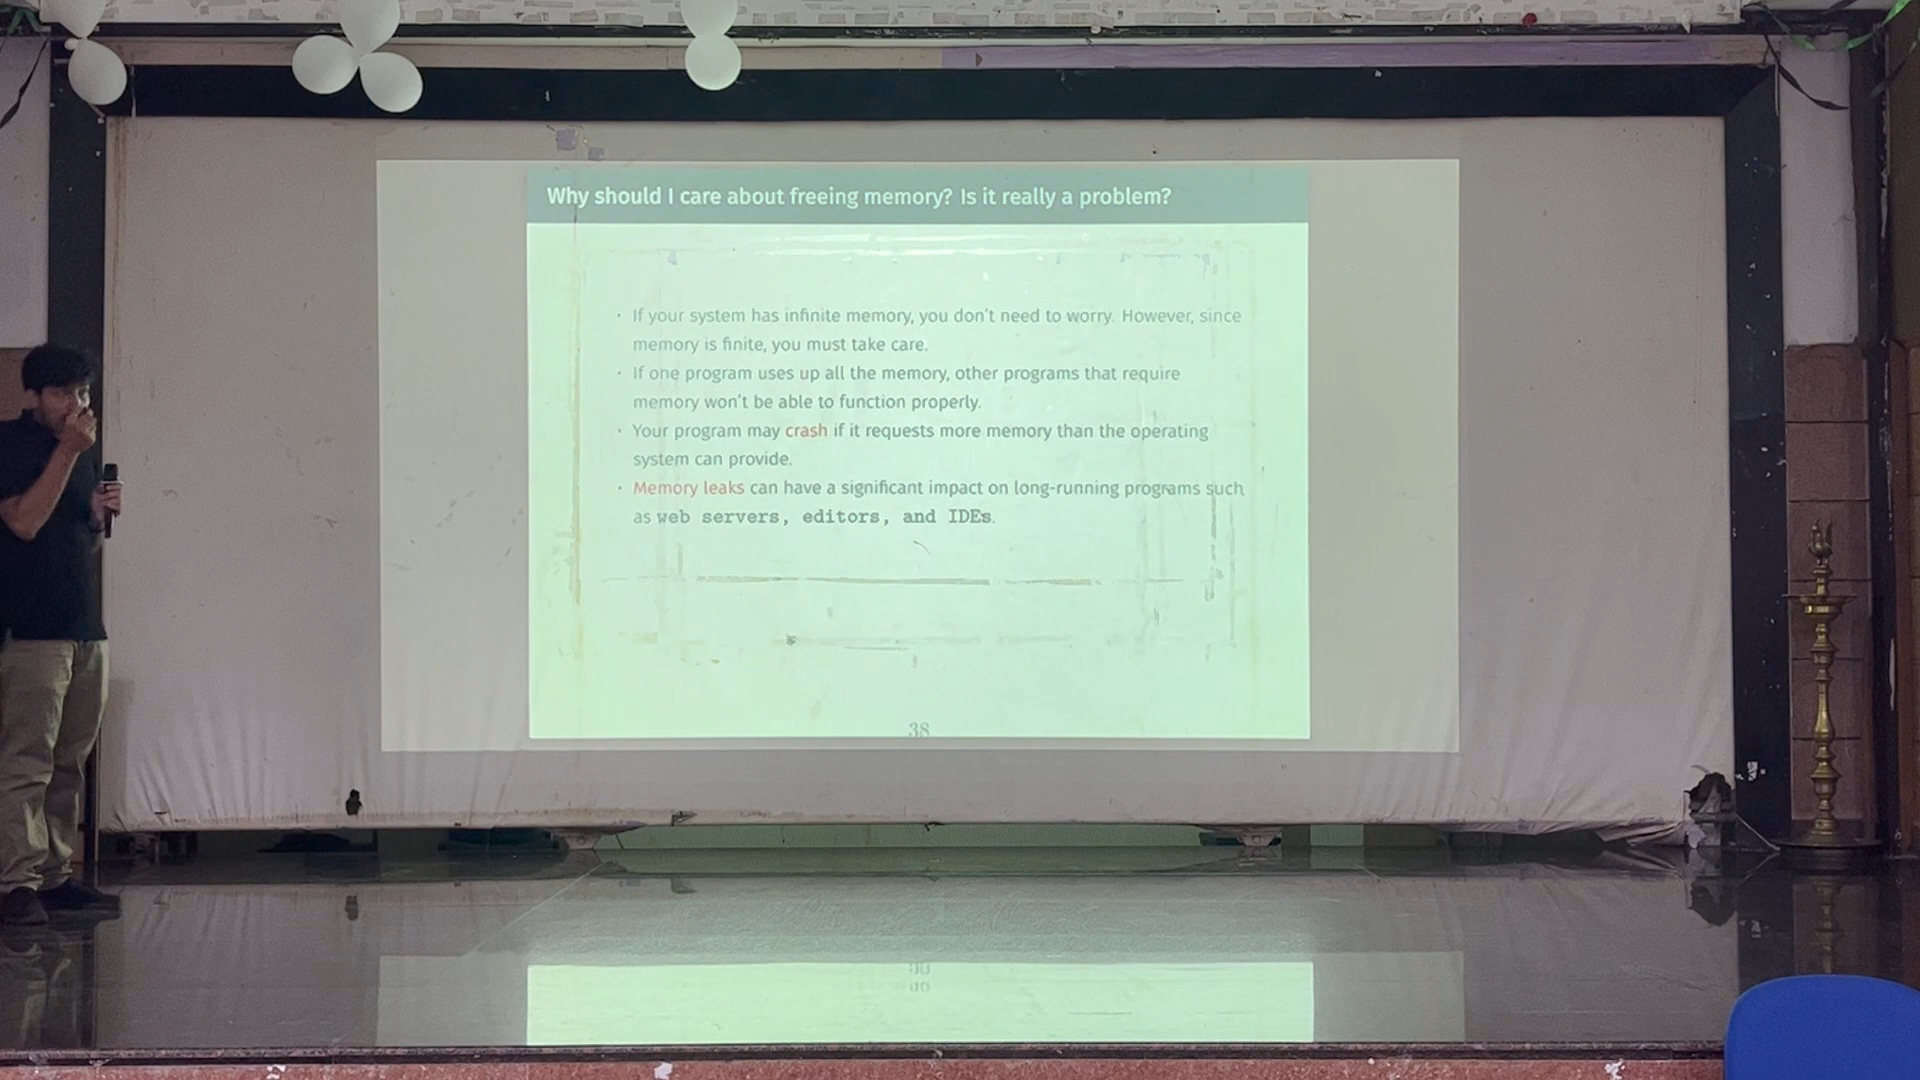 Why should I care about freeing memory? Is it really a problem?
· If your system has infinite memory, you don't need to worry. However, since
memory is finite, you must take care.
· If one program uses up all the memory, other programs that require
memory won't be able to function properly.
· Your program may crash if it requests more memory than the operating
system can provide.
· Memory leaks can have a significant impact on long-running programs such
as web servers, editors, and IDEs.
38